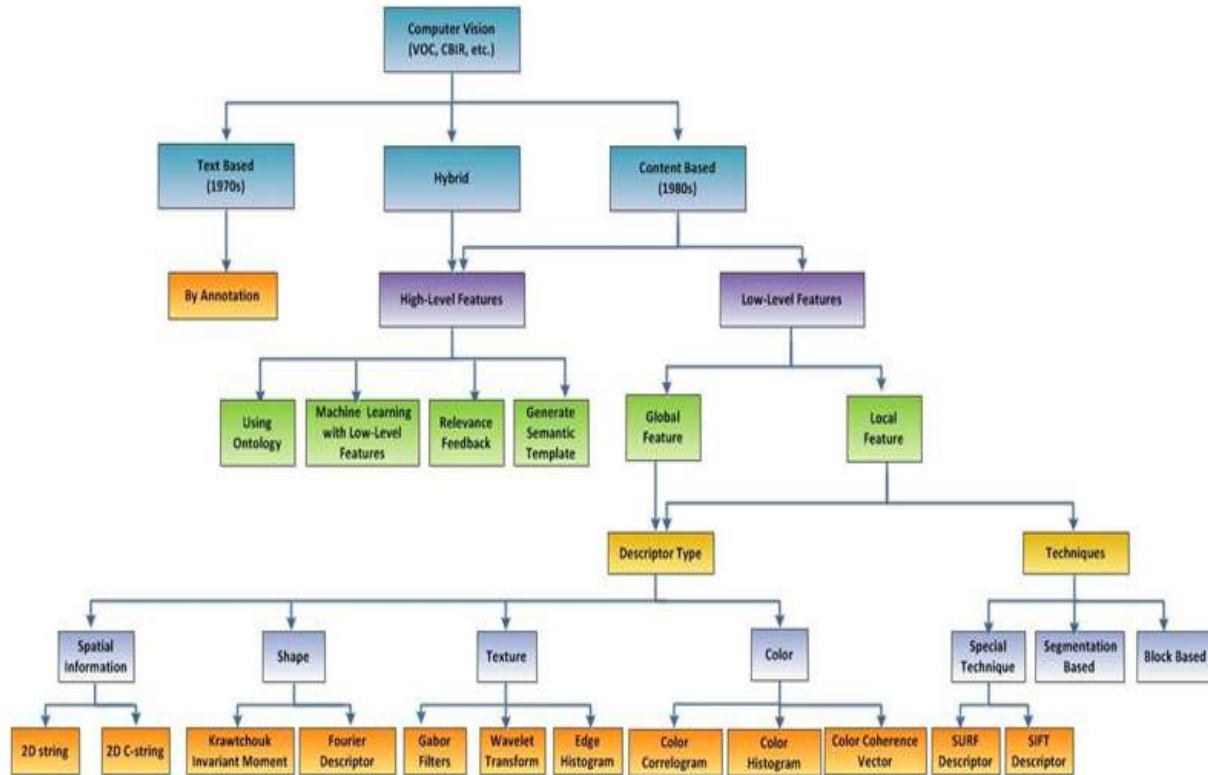 Computer Vision
(VOC, CBIR, etc.)
Text Based
(1970s)
Hybrid
Content Based
(1980s)
By Annotation
High-Level Features
Low-Level Features
Using
Ontology
Machine Learning
with Low-Level
Features
Relevance
Feedback
Generate
Semantic
Template
Global
Feature
Local
Feature
Descriptor Type
Techniques
Spatial
Information
Shape
Texture
Color
Special
Technique
Segmentation
Based
Block Based
2D string
2D C-string
Krawtchouk
Invariant Moment
Fourier
Descriptor
Gabor
Filters
Wavelet
Transform
Edge
Histogram
Color
Correlogram
Color
Histogram
Color Coherence
Vector
SURF
Descriptor
SIFT
Descriptor